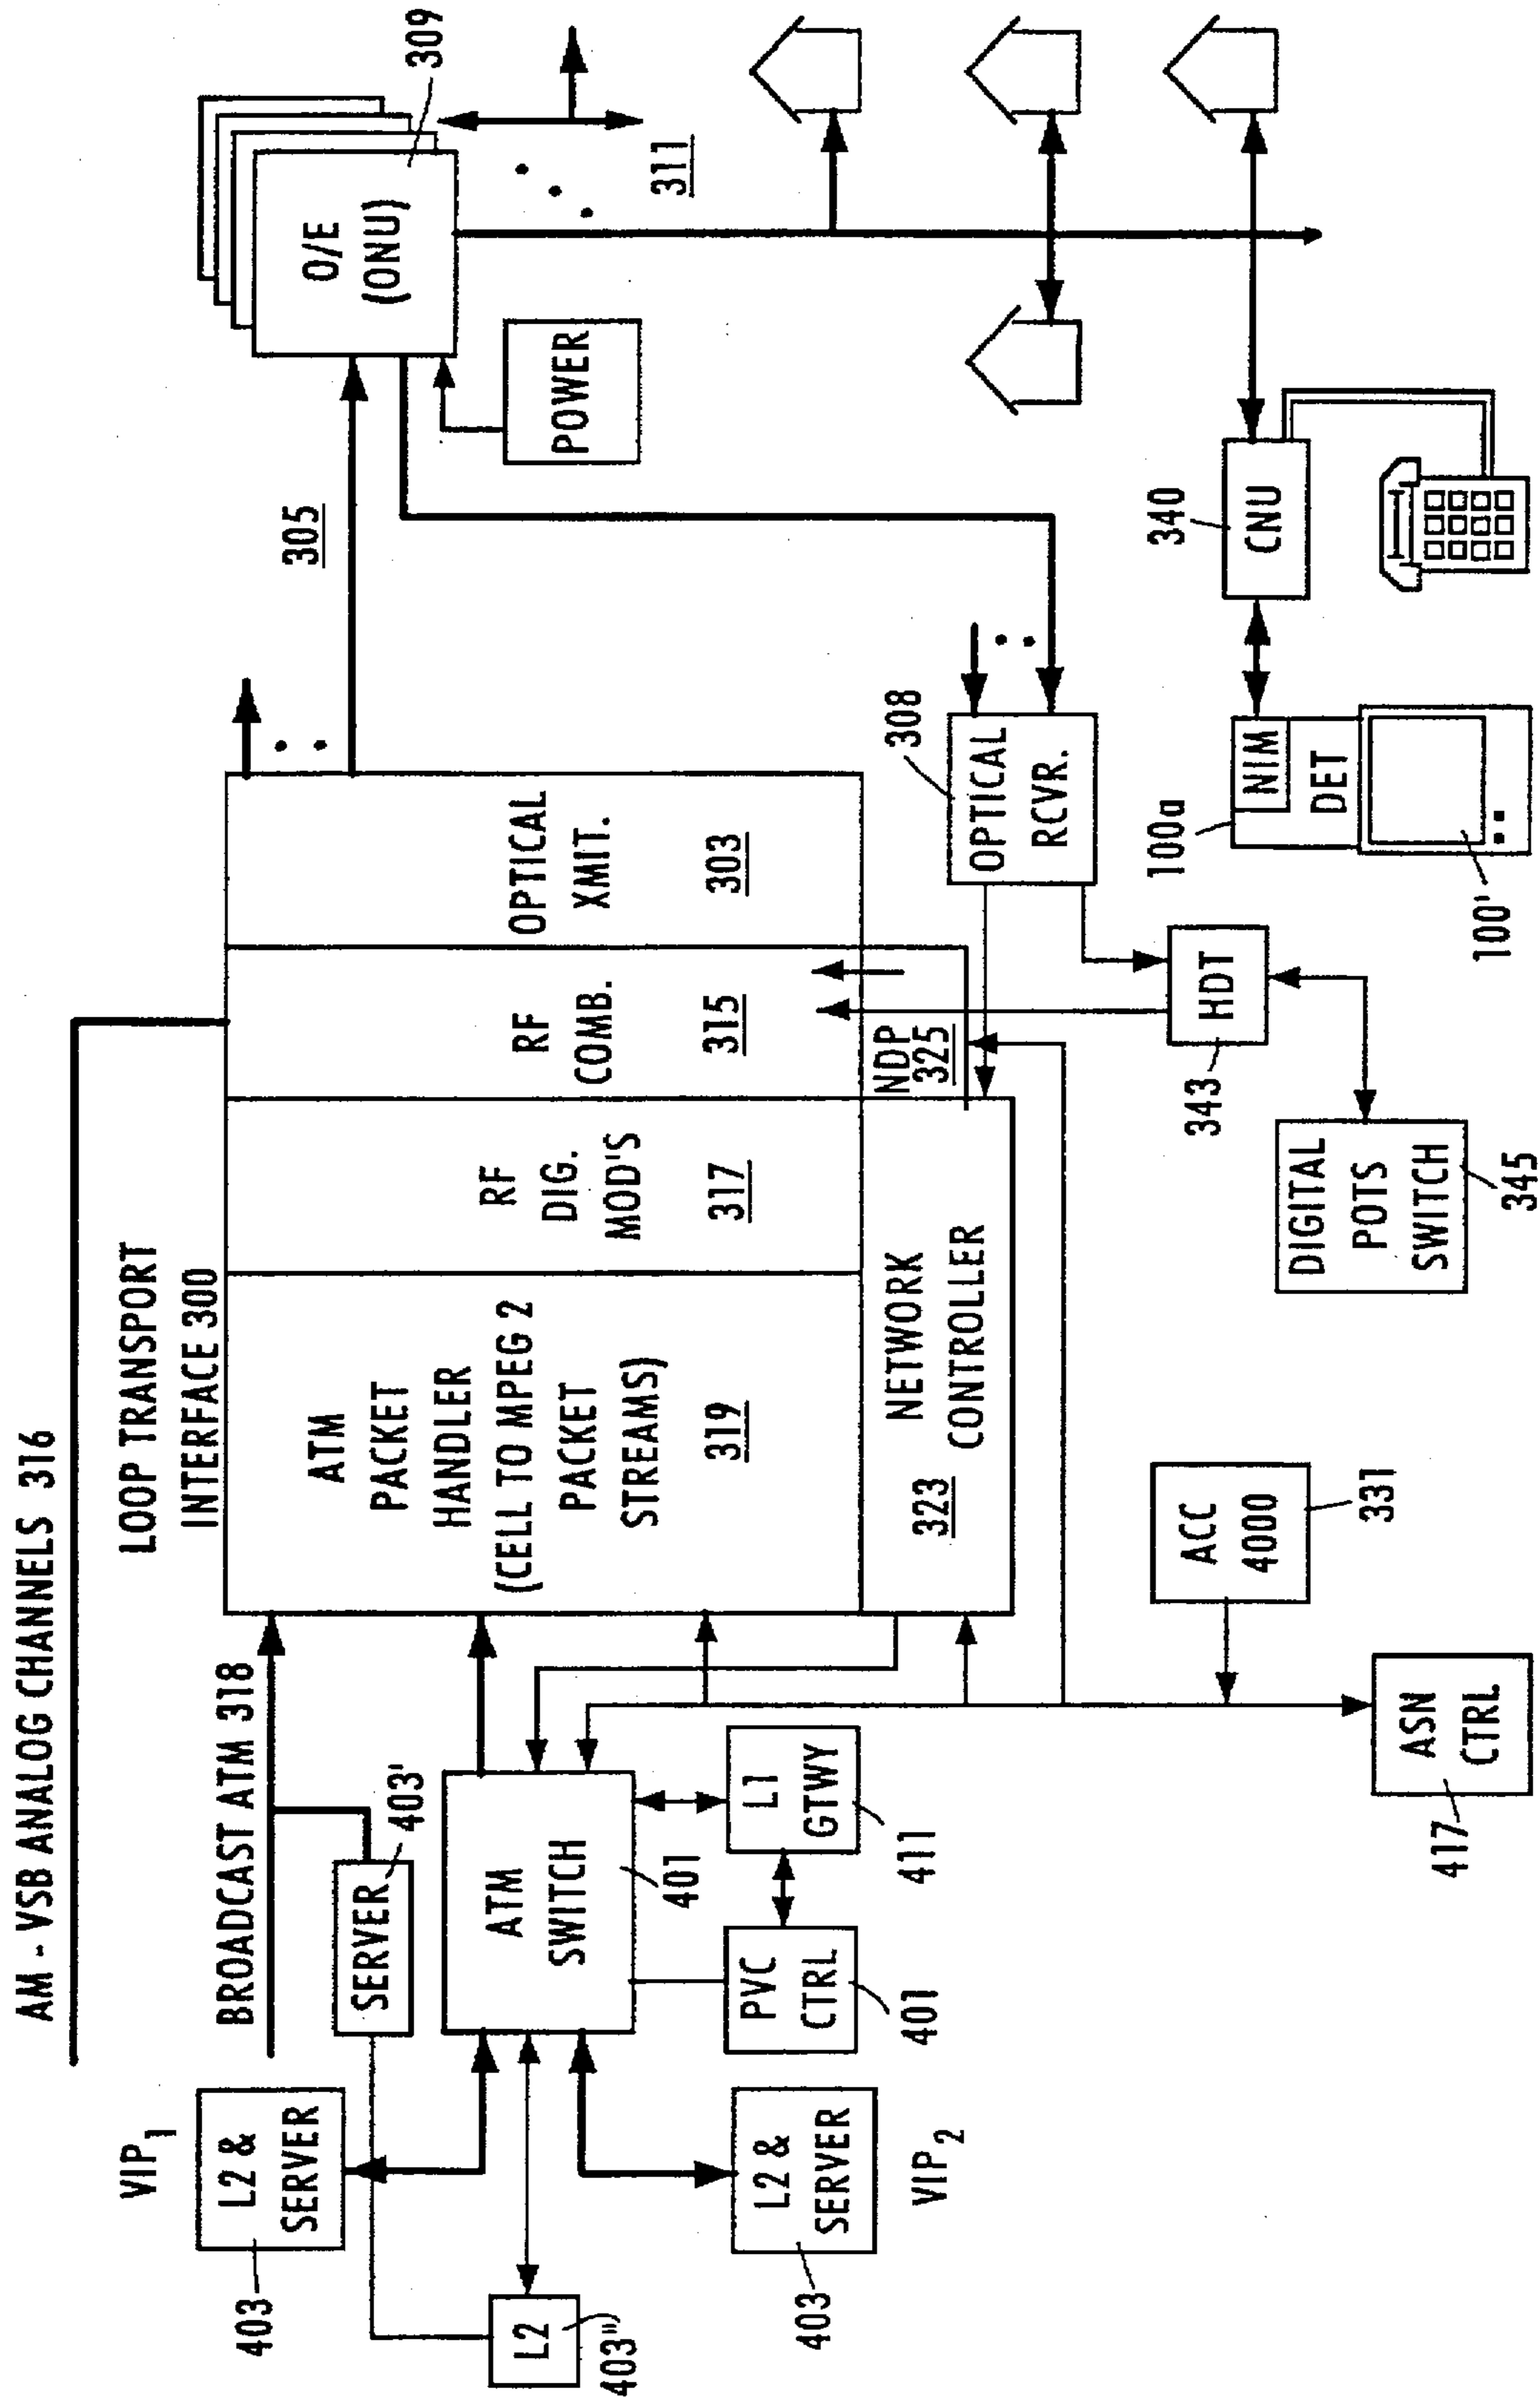 AM - VSB ANALOG CHANNELS 316
LOOP TRANSPORT
INTERFACE 300
BROADCAST ATM 318
VIP1
L2 &
SERVER
403
L2
403"
SERVER
403'
ATM
SWITCH
401
L2 &
SERVER
403
VIP2
PVC
CTRL
401
L1
GTWY
411
ATM
PACKET
HANDLER
(CELL TO MPEG 2
PACKET
STREAMS)
319
RF
DIG.
MOD'S
317
RF
COMB.
315
OPTICAL
XMIT.
303
NETWORK
CONTROLLER
323
NDP
325
305
O/E
(ONU)
309
311
POWER
OPTICAL
RCVR.
308
HDT
343
DIGITAL
POTS
SWITCH
345
ACC
4000
331
ASN
CTRL
417
340
CNU
100a
NIM
DET
100'